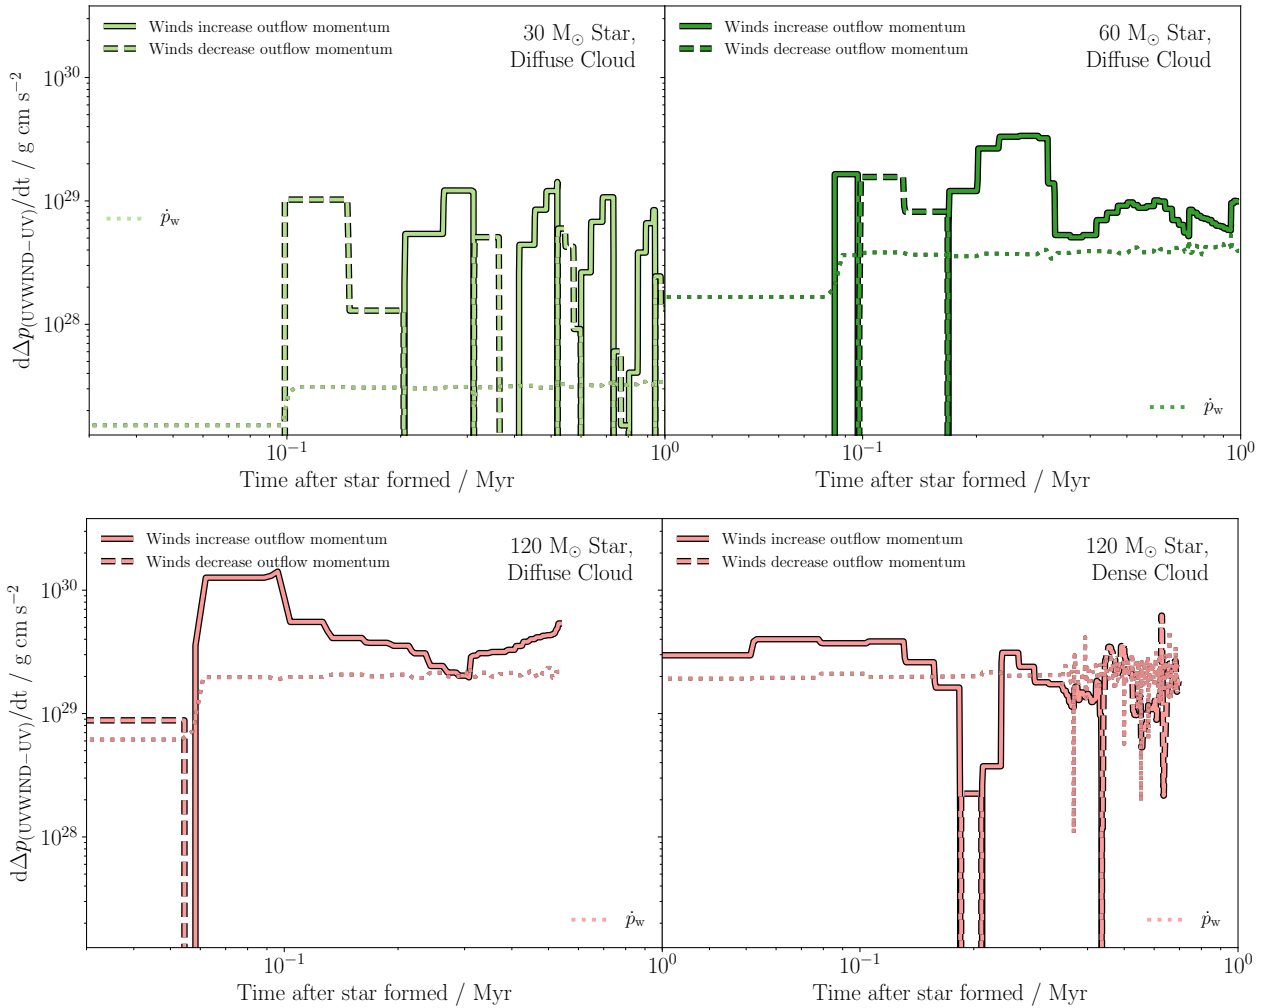 Winds increase outflow momentum
Winds decrease outflow momentum
30 M⊙ Star,
Diffuse Cloud
ṗw
10^30
10^29
10^28
dΔp(UVWIND−UV)/dt / g cm s−2
10^−1
10^0
Time after star formed / Myr
Winds increase outflow momentum
Winds decrease outflow momentum
60 M⊙ Star,
Diffuse Cloud
ṗw
10^−1
10^0
Time after star formed / Myr
Winds increase outflow momentum
Winds decrease outflow momentum
120 M⊙ Star,
Diffuse Cloud
ṗw
10^30
10^29
10^28
dΔp(UVWIND−UV)/dt / g cm s−2
10^−1
10^0
Time after star formed / Myr
Winds increase outflow momentum
Winds decrease outflow momentum
120 M⊙ Star,
Dense Cloud
ṗw
10^−1
10^0
Time after star formed / Myr